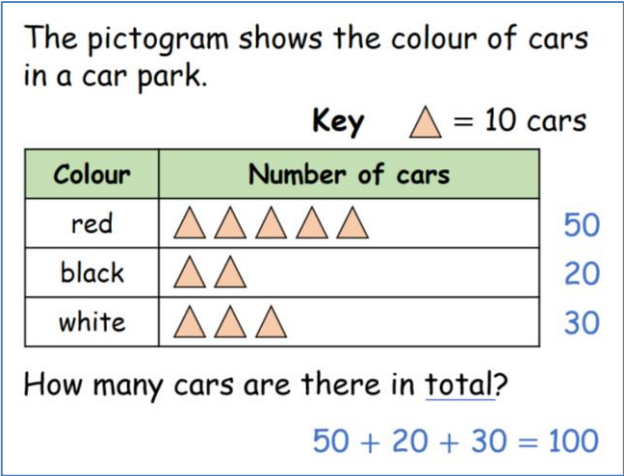 The pictogram shows the colour of cars
in a car park.
Key = 10 cars
Colour Number of cars
red 50
black 20
white 30
How many cars are there in total?
50 + 20 + 30 = 100